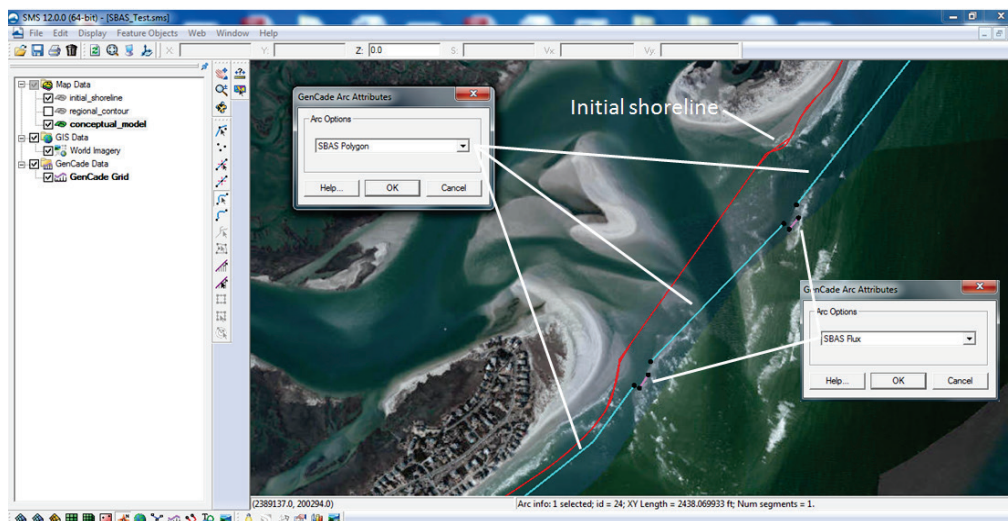 SMS 12.0.0 (64-bit) - [SBAS_Test.sms]
File Edit Display Feature Objects Web Window Help
X: Y: Z: 0.0 S: Vx: Vy:
Map Data
initial_shoreline
regional_contour
conceptual_model
GIS Data
World Imagery
GenCade Data
GenCade Grid
GenCade Arc Attributes
Arc Options
SBAS Polygon
Help... OK Cancel
Initial shoreline
GenCade Arc Attributes
Arc Options
SBAS Flux
Help... OK Cancel
(2389137.0, 200294.0) Arc info: 1 selected; id = 24; XY Length = 2438.069933 ft; Num segments = 1.